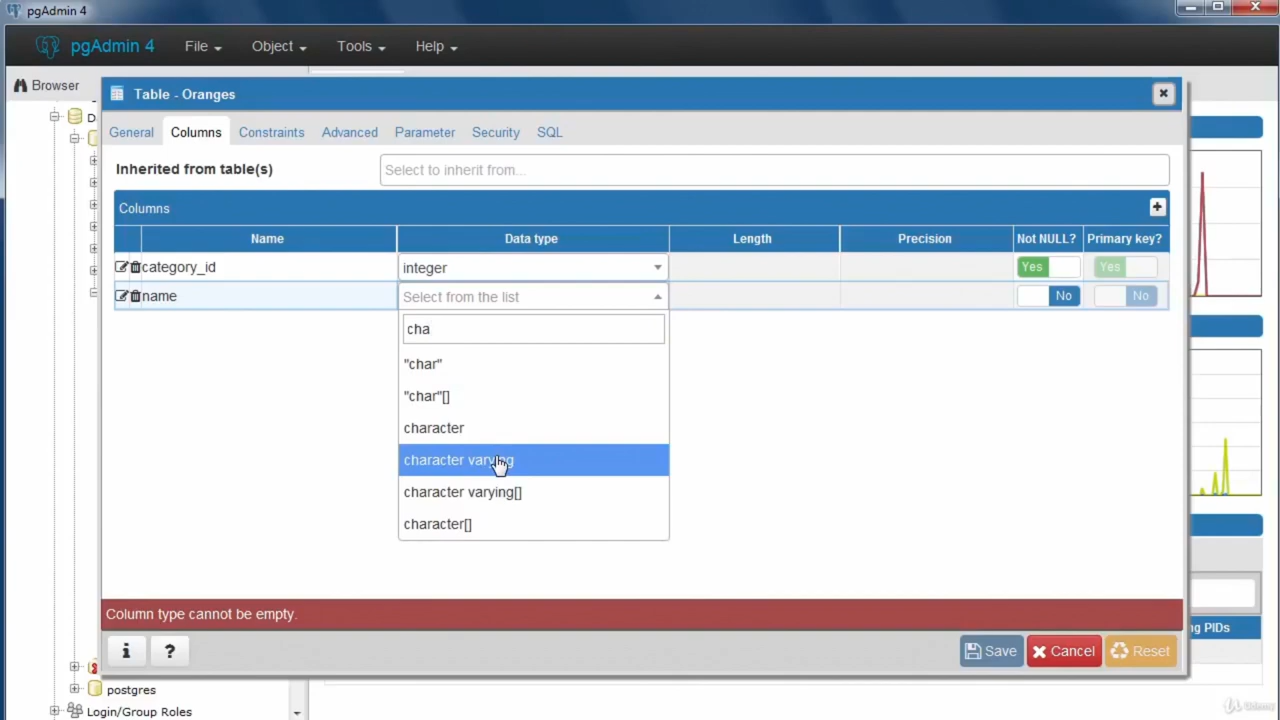 pgAdmin 4
pgAdmin 4 File Object Tools Help
Browser
Table - Oranges
General Columns Constraints Advanced Parameter Security SQL
Inherited from table(s) Select to inherit from...
Columns
Name Data type Length Precision Not NULL? Primary key?
category_id integer Yes Yes
name Select from the list No No
cha
"char"
"char"[]
character
character varying
character varying[]
character[]
Column type cannot be empty.
i ? Save Cancel Reset
PIDs
postgres
Login/Group Roles
Udemy